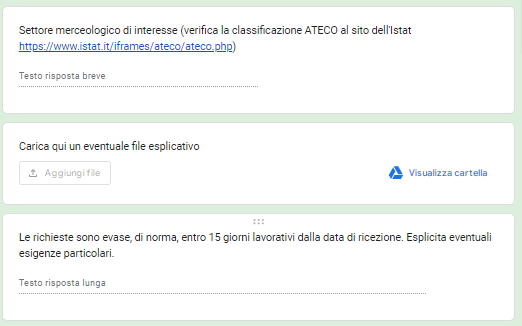 Settore merceologico di interesse (verifica la classificazione ATECO al sito dell'Istat
https://www.istat.it/iframes/ateco/ateco.php)
Testo risposta breve
Carica qui un eventuale file esplicativo
Aggiungi file
Visualizza cartella
Le richieste sono evase, di norma, entro 15 giorni lavorativi dalla data di ricezione. Esplicita eventuali
esigenze particolari.
Testo risposta lunga